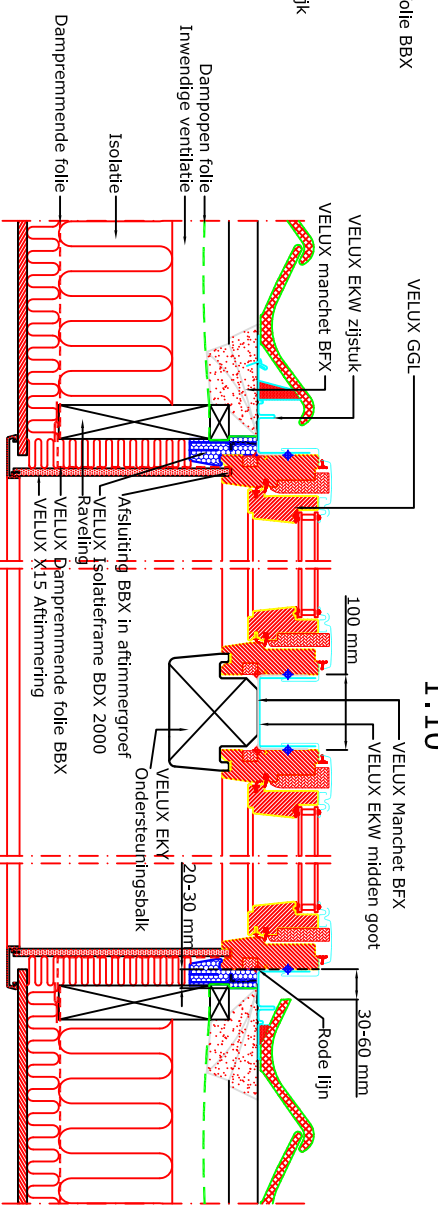 olie BBX
jk
1:10
VELUX GGL
VELUX EKW zijstuk
VELUX manchet BFX
Dampopen folie
Inwendige ventilatie
Isolatie
Dampremmende folie
100 mm
VELUX Manchet BFX
VELUX EKW midden goot
30-60 mm
Rode lijn
20-30 mm
VELUX EKY
Ondersteuningsbalk
Afsluiting BBX in aftimmergroef
VELUX Isolatieframe BDX 2000
Raveling
VELUX Dampremmende folie BBX
VELUX X15 Aftimmering